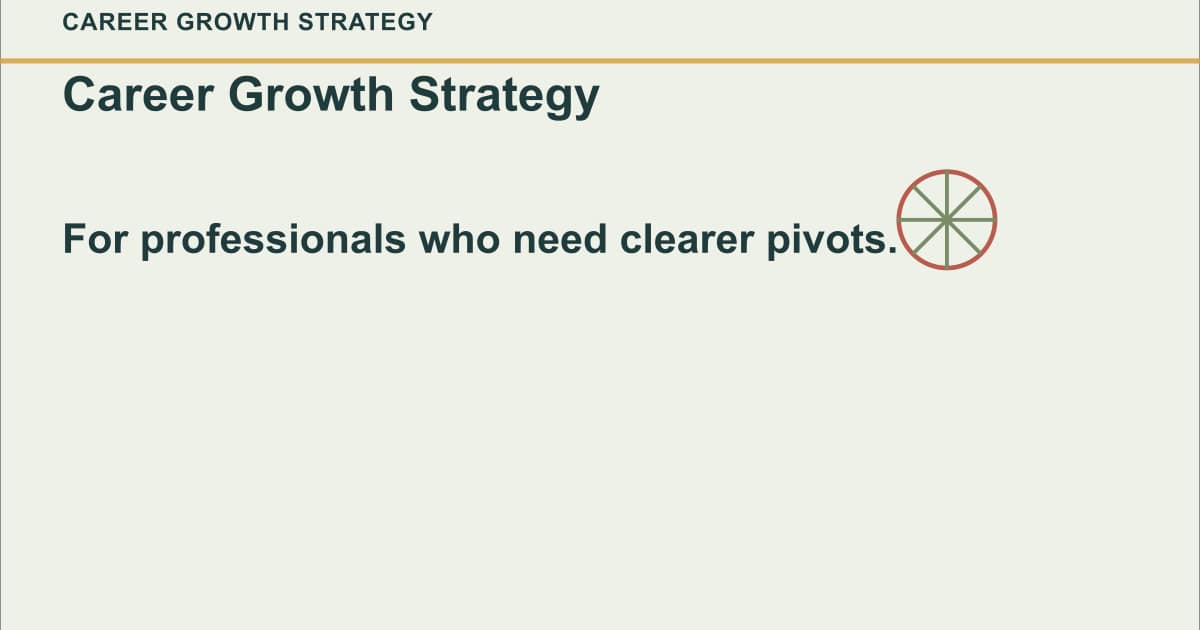 CAREER GROWTH STRATEGY
Career Growth Strategy
For professionals who need clearer pivots.